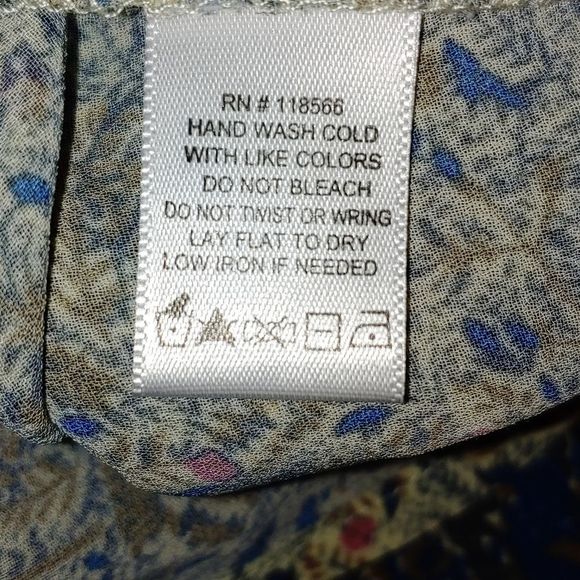 RN # 118566
HAND WASH COLD
WITH LIKE COLORS
DO NOT BLEACH
DO NOT TWIST OR WRING
LAY FLAT TO DRY
LOW IRON IF NEEDED